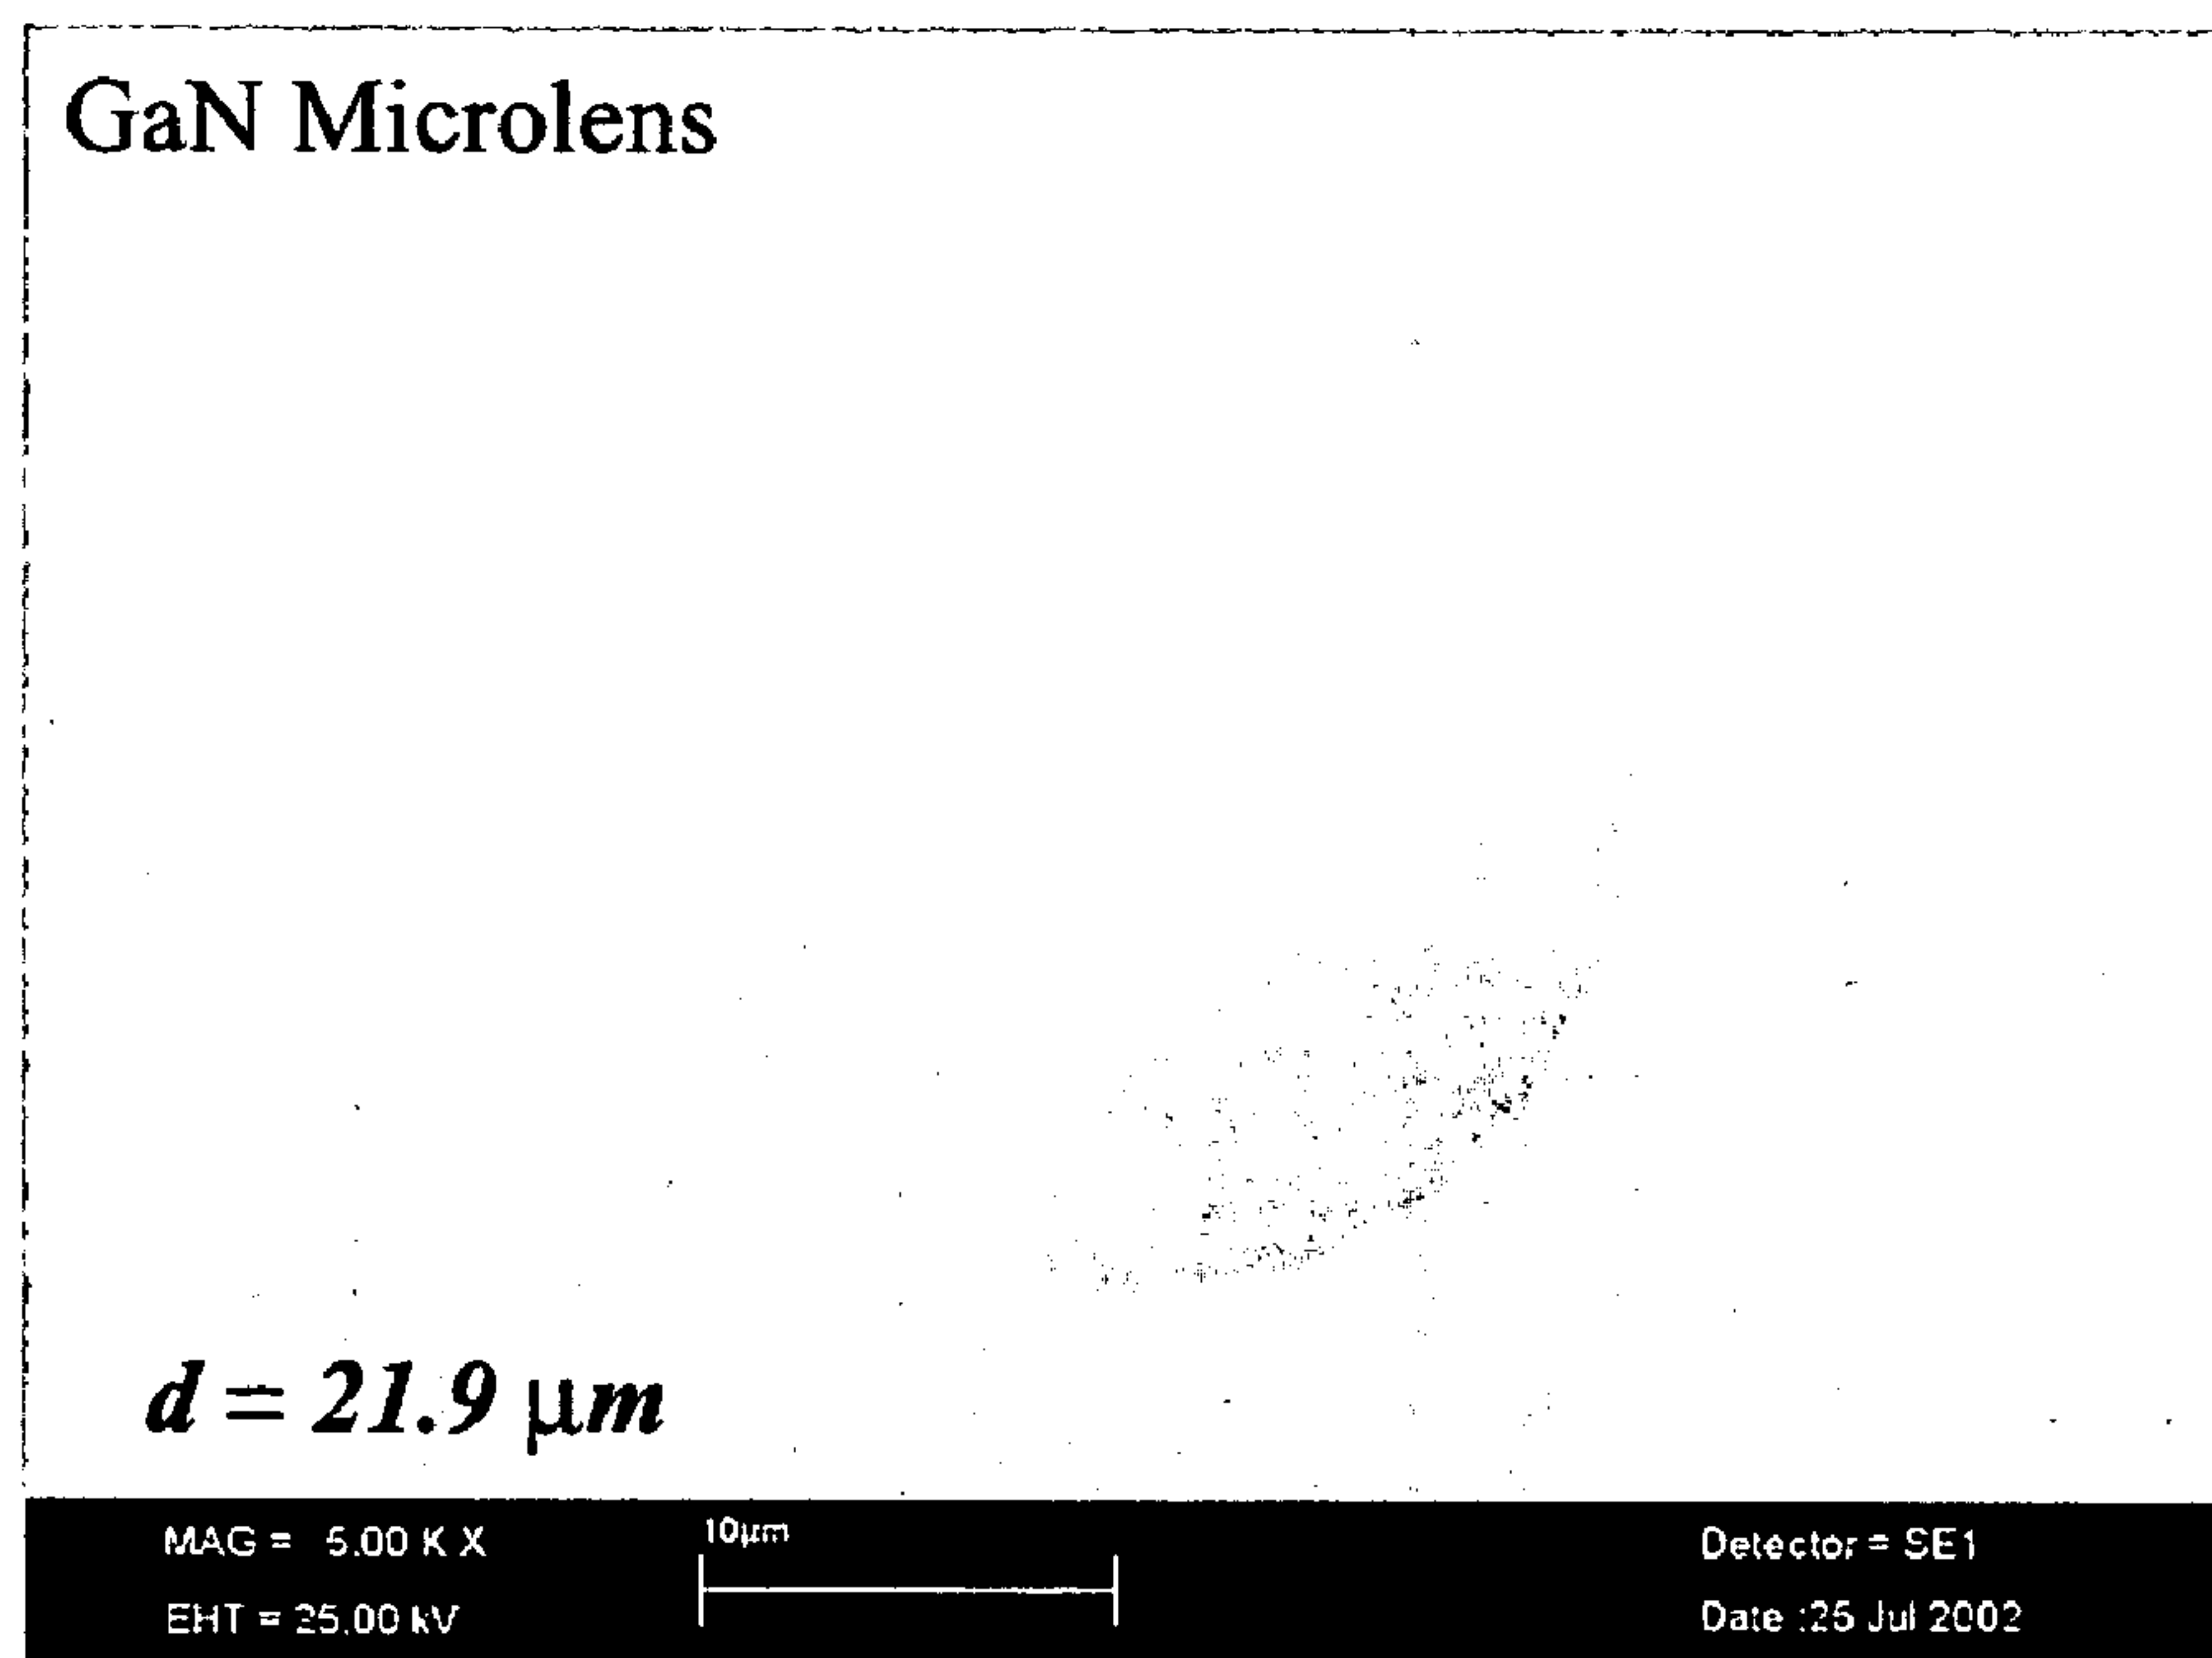 GaN Microlens
d = 21.9 μm
MAG = 5.00 K X
10μm
Detector = SE1
EHT = 25.00 kV
Date :25 Jul 2002